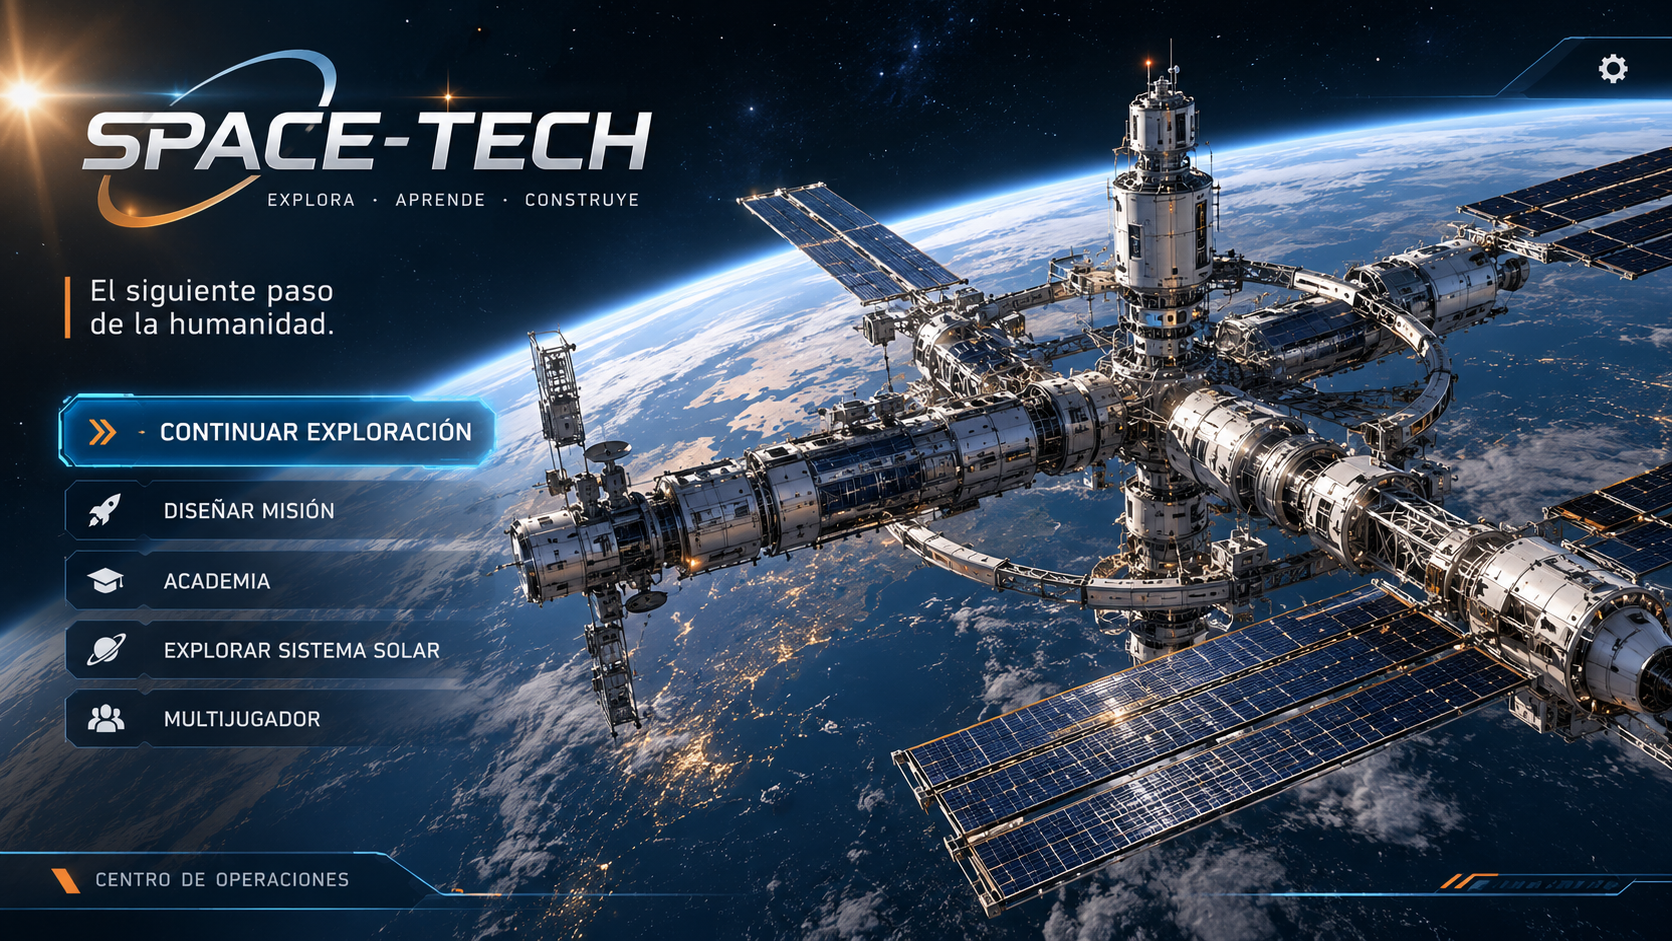 SPACE-TECH
EXPLORA · APRENDE · CONSTRUYE
El siguiente paso
de la humanidad.
CONTINUAR EXPLORACIÓN
DISEÑAR MISIÓN
ACADEMIA
EXPLORAR SISTEMA SOLAR
MULTIJUGADOR
CENTRO DE OPERACIONES